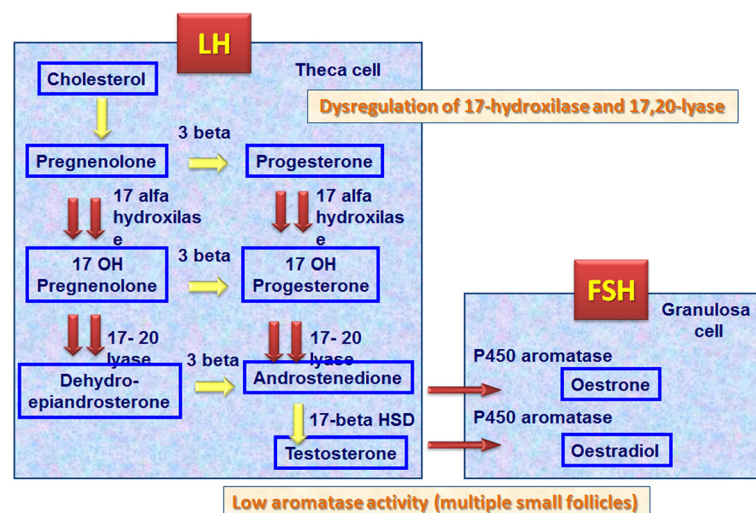 LH
Theca cell
Cholesterol
Dysregulation of 17-hydroxilase and 17,20-lyase
3 beta
Pregnenolone
Progesterone
17 alfa
hydroxilas
e
17 alfa
hydroxilas
e
17 OH
Pregnenolone
3 beta
17 OH
Progesterone
FSH
Granulosa
cell
17- 20
lyase
17- 20
lyase
P450 aromatase
3 beta
Dehydro-
epiandrosterone
Androstenedione
Oestrone
17-beta HSD
P450 aromatase
Testosterone
Oestradiol
Low aromatase activity (multiple small follicles)